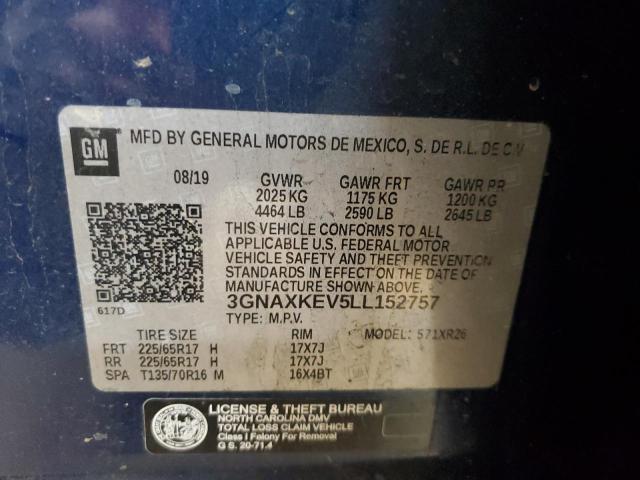 GM
MFD BY GENERAL MOTORS DE MEXICO, S. DE R.L. DE C.V
08/19 GVWR GAWR FRT GAWR RR
2025 KG 1175 KG 1200 KG
4464 LB 2590 LB 2645 LB
THIS VEHICLE CONFORMS TO ALL
APPLICABLE U.S. FEDERAL MOTOR
VEHICLE SAFETY AND THEFT PREVENTION
STANDARDS IN EFFECT ON THE DATE OF
3GNAXKEV5LL152757
617D
TYPE: M.P.V.
TIRE SIZE RIM MODEL: 571XR26
FRT 225/65R17 H 17X7J
RR 225/65R17 H 17X7J
SPA T135/70R16 M 16X4BT
LICENSE & THEFT BUREAU
NORTH CAROLINA DMV
TOTAL LOSS CLAIM VEHICLE
Class I Felony For Removal
G.S. 20-71.4